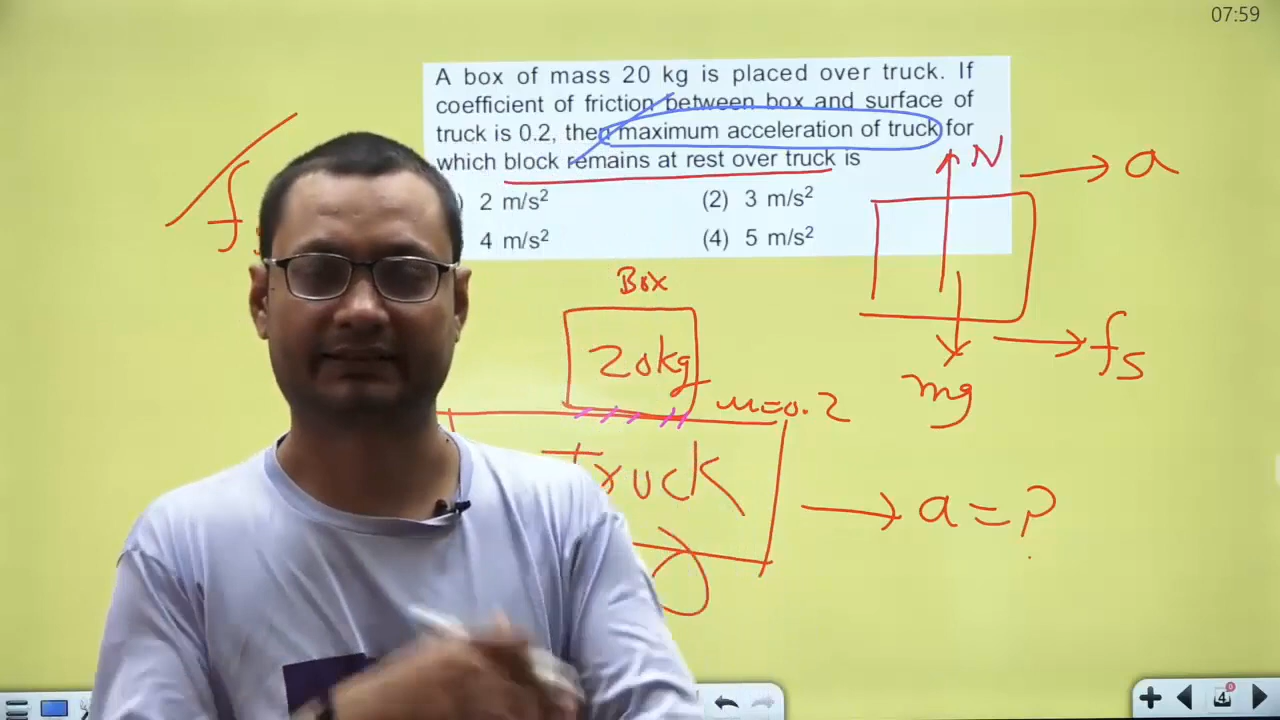 07:59
A box of mass 20 kg is placed over truck. If
coefficient of friction between box and surface of
truck is 0.2, then maximum acceleration of truck for
which block remains at rest over truck is
2 m/s²
(2) 3 m/s²
4 m/s²
(4) 5 m/s²
N
a
f
Box
20kg
fs
mg
μ=0.2
Truck
a=?
4